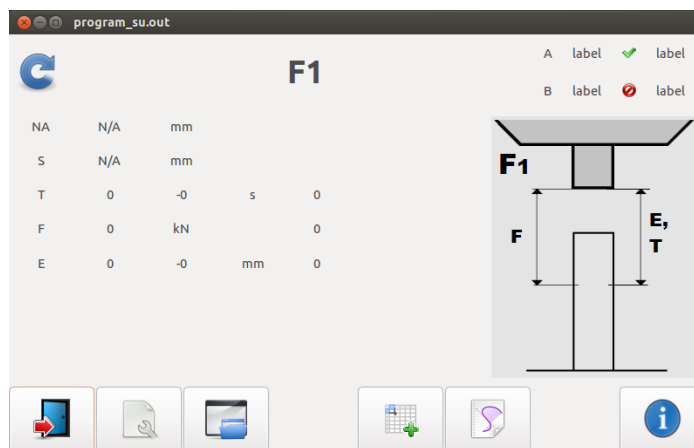 program_su.out
F1
A label label
B label label
NA N/A mm
S N/A mm
T 0 -0 s 0
F 0 kN 0
E 0 -0 mm 0
F1
F
E,
T